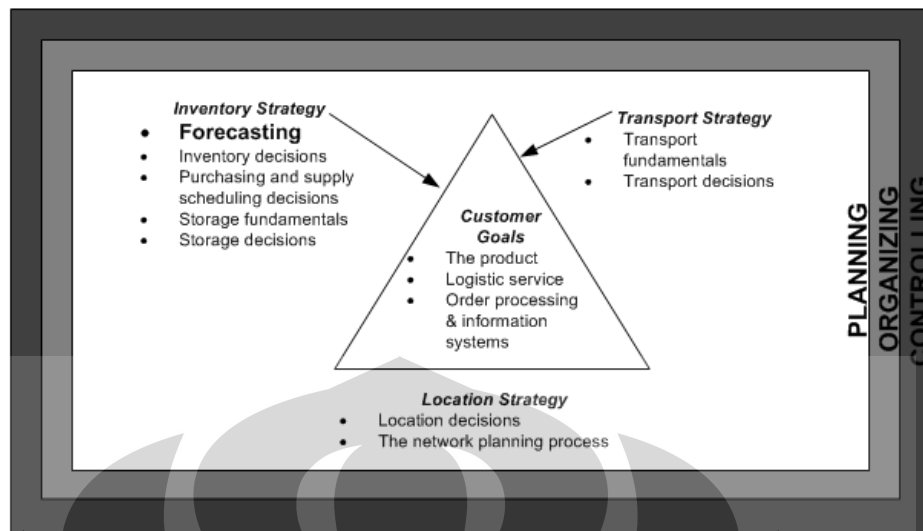 Inventory Strategy
• Forecasting
• Inventory decisions
• Purchasing and supply
scheduling decisions
• Storage fundamentals
• Storage decisions
Transport Strategy
• Transport
fundamentals
• Transport decisions
Customer
Goals
• The product
• Logistic service
• Order processing
& information
systems
Location Strategy
• Location decisions
• The network planning process
PLANNING
ORGANIZING
CONTROLLING